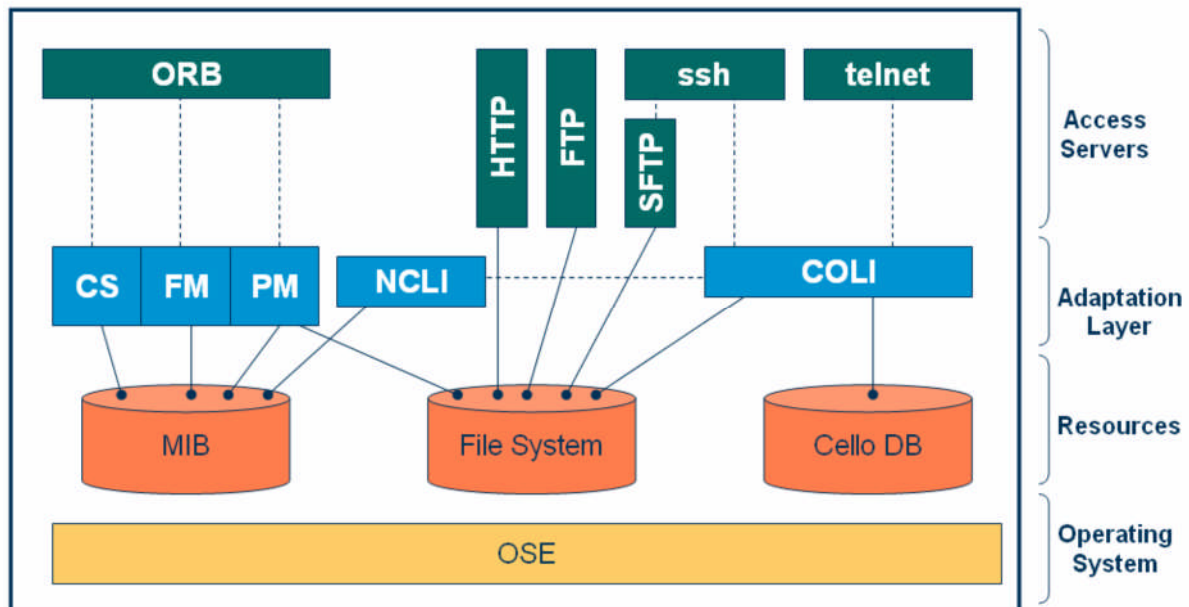 ORB
HTTP
FTP
ssh
SFTP
telnet
Access
Servers
CS
FM
PM
NCLI
COLI
Adaptation
Layer
MIB
File System
Cello DB
Resources
OSE
Operating
System